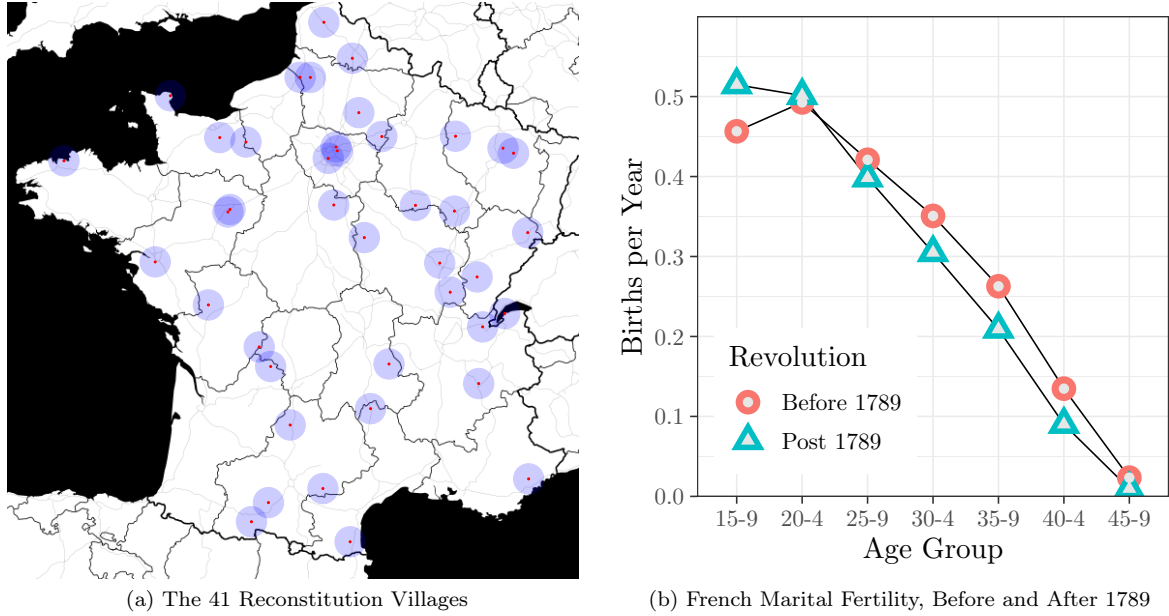 (a) The 41 Reconstitution Villages
Births per Year
0.5
0.4
0.3
0.2
0.1
0.0
Revolution
Before 1789
Post 1789
15-9 20-4 25-9 30-4 35-9 40-4 45-9
Age Group
(b) French Marital Fertility, Before and After 1789